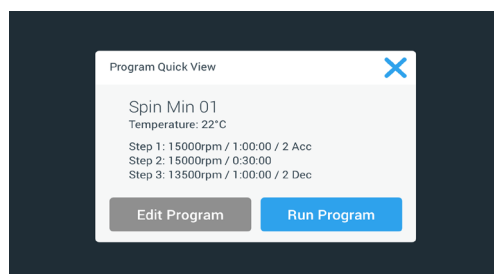 Program Quick View
Spin Min 01
Temperature: 22°C
Step 1: 15000rpm / 1:00:00 / 2 Acc
Step 2: 15000rpm / 0:30:00
Step 3: 13500rpm / 1:00:00 / 2 Dec
Edit Program
Run Program